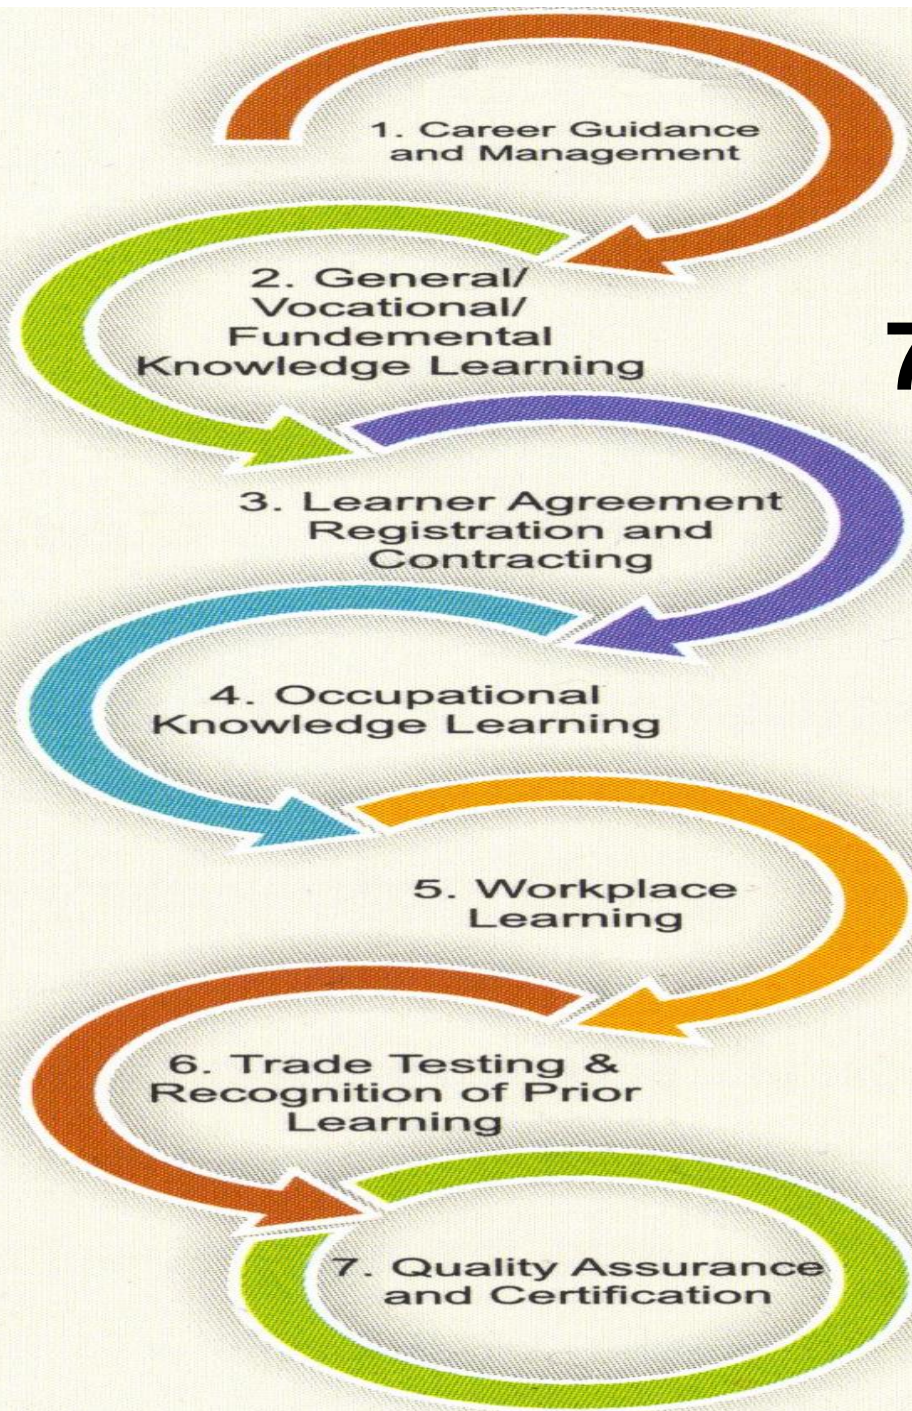 1. Career Guidance
and Management
2. General/
Vocational/
Fundemental
Knowledge Learning
7
3. Learner Agreement
Registration and
Contracting
4. Occupational
Knowledge Learning
5. Workplace
Learning
6. Trade Testing &
Recognition of Prior
Learning
7. Quality Assurance
and Certification